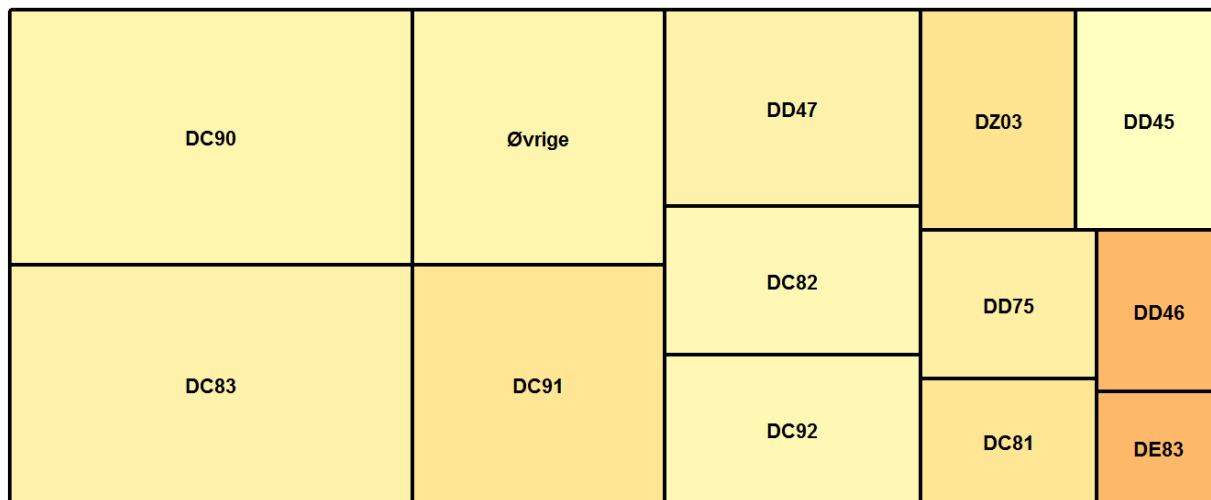 DC90
Øvrige
DD47
DZ03
DD45
DC82
DD75
DD46
DC83
DC91
DC92
DC81
DE83